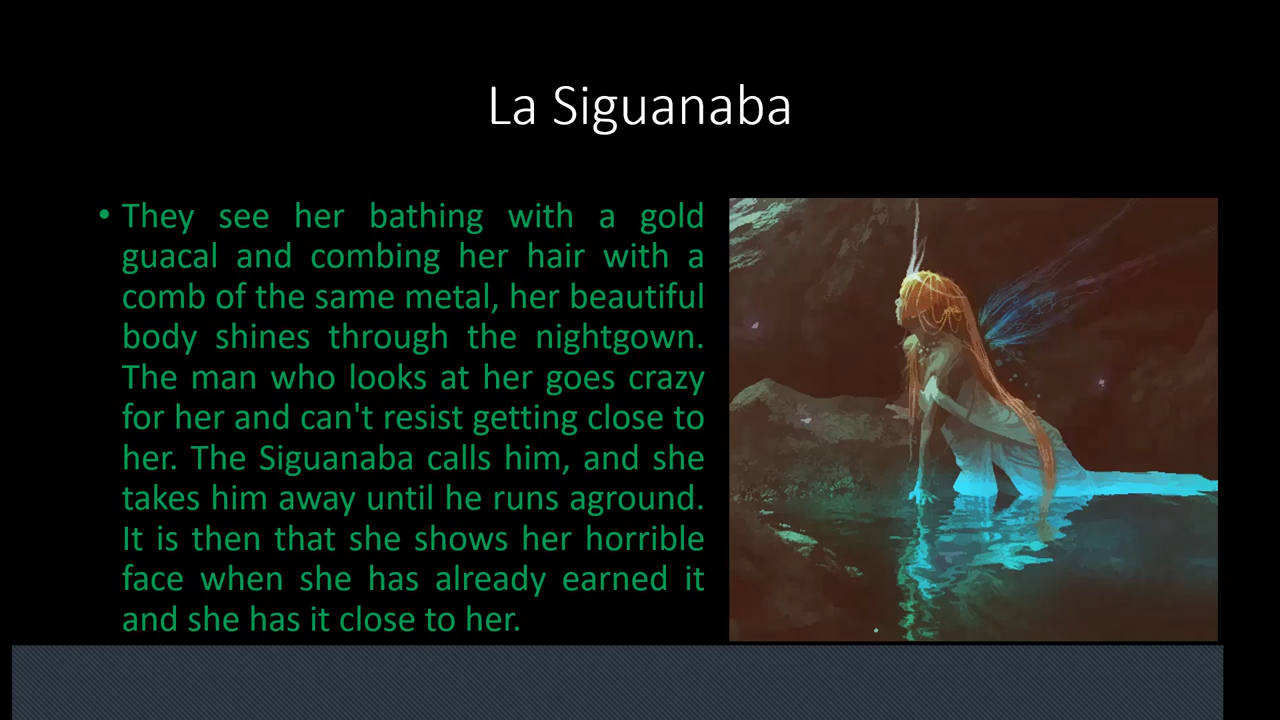 La Siguanaba
• They see her bathing with a gold
guacal and combing her hair with a
comb of the same metal, her beautiful
body shines through the nightgown.
The man who looks at her goes crazy
for her and can't resist getting close to
her. The Siguanaba calls him, and she
takes him away until he runs aground.
It is then that she shows her horrible
face when she has already earned it
and she has it close to her.